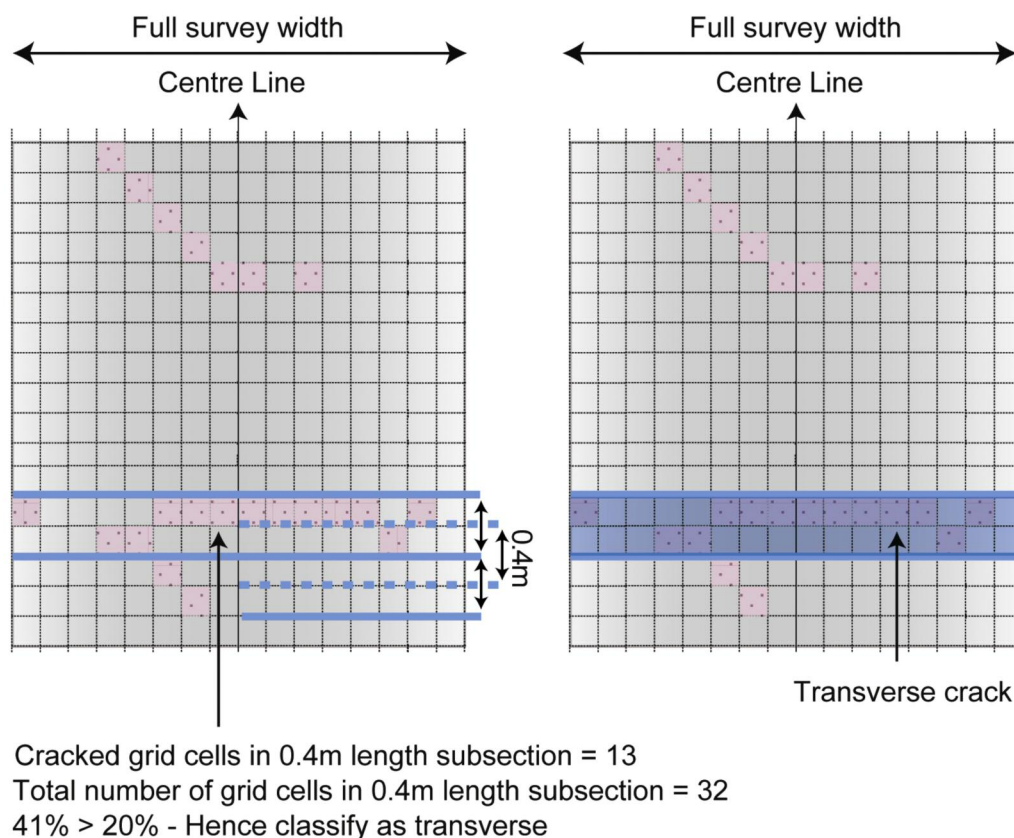 Full survey width
Full survey width
Centre Line
Centre Line
0.4m
Transverse crack
Cracked grid cells in 0.4m length subsection = 13
Total number of grid cells in 0.4m length subsection = 32
41% > 20% - Hence classify as transverse